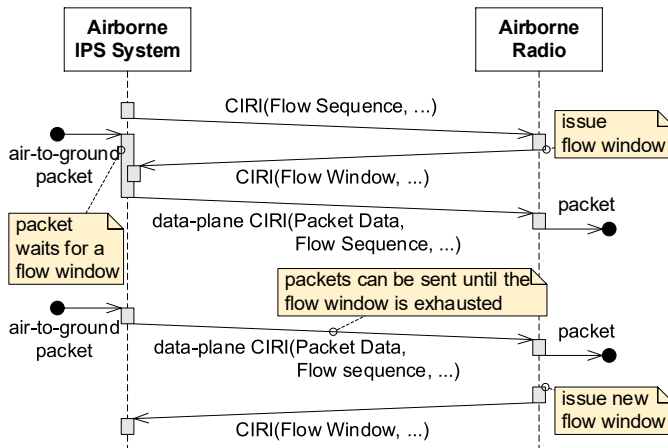 Airborne
IPS System
Airborne
Radio
CIRI(Flow Sequence, ...)
issue
flow window
air-to-ground
packet
CIRI(Flow Window, ...)
packet
waits for a
flow window
data-plane CIRI(Packet Data,
Flow Sequence, ...)
packet
packets can be sent until the
flow window is exhausted
air-to-ground
packet
data-plane CIRI(Packet Data,
Flow sequence, ...)
packet
issue new
flow window
CIRI(Flow Window, ...)